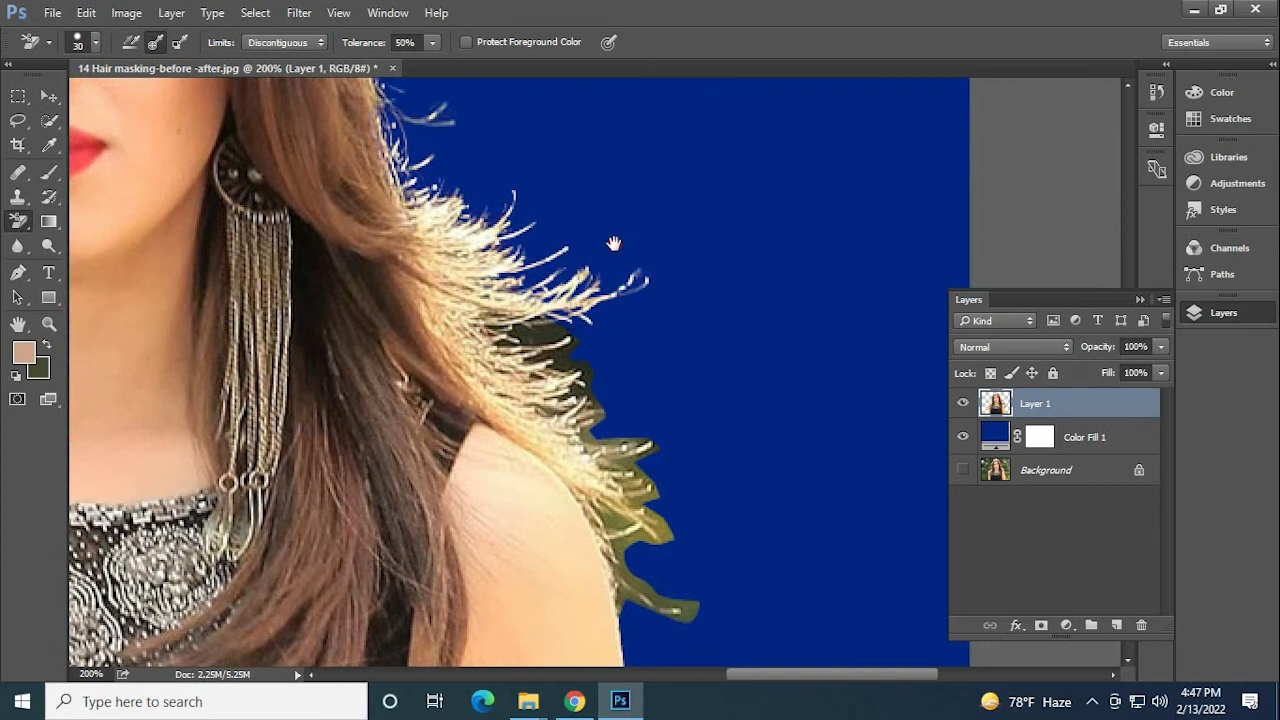 Ps File Edit Image Layer Type Select Filter View Window Help
30 Limits: Discontiguous Tolerance: 50% Protect Foreground Color Essentials
14 Hair masking-before -after.jpg @ 200% (Layer 1, RGB/8#) * ×
Color
Swatches
Libraries
Adjustments
Styles
Channels
Paths
Layers
Layers
Kind
Normal Opacity: 100%
Lock: Fill: 100%
Layer 1
Color Fill 1
Background
fx
200% Doc: 2.25M/5.25M
Type here to search
Ps
78°F Haze
4:47 PM
2/13/2022